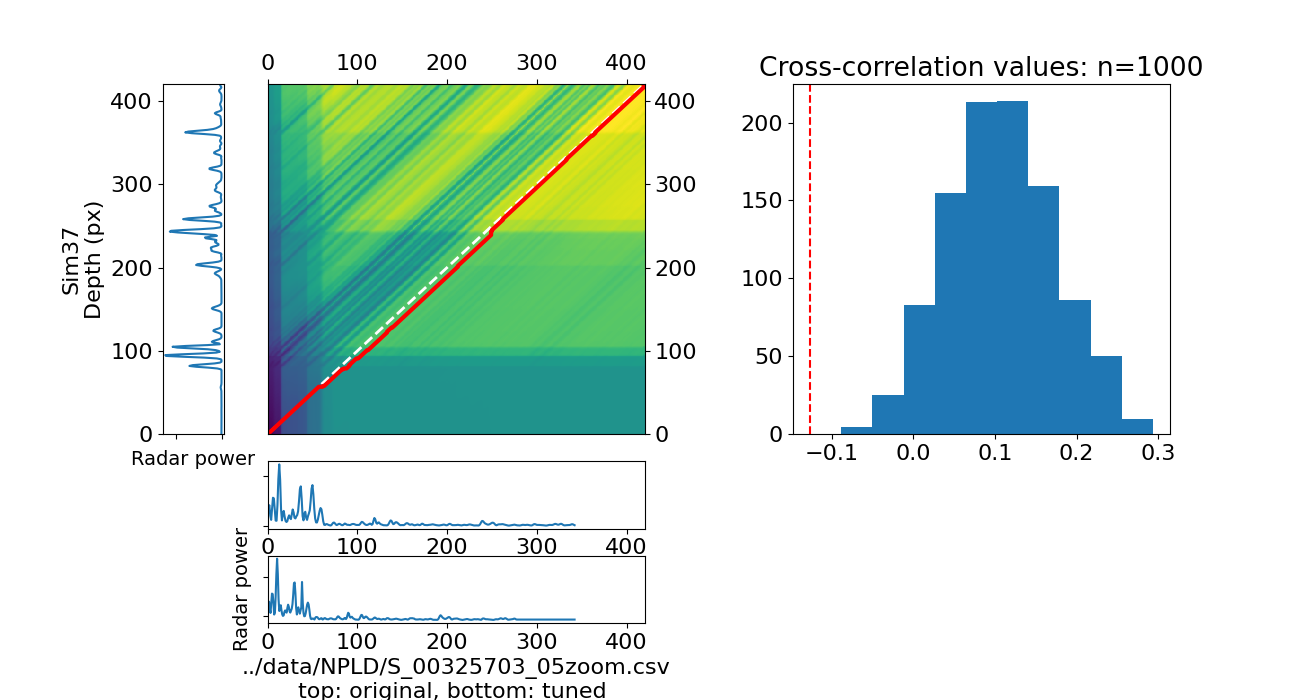 0 100 200 300 400
Cross-correlation values: n=1000
400
300
200
100
0
Sim37
Depth (px)
Radar power
400
300
200
100
0
200
150
100
50
0
−0.1 0.0 0.1 0.2 0.3
0 100 200 300 400
Radar power
0 100 200 300 400
../data/NPLD/S_00325703_05zoom.csv
top: original, bottom: tuned